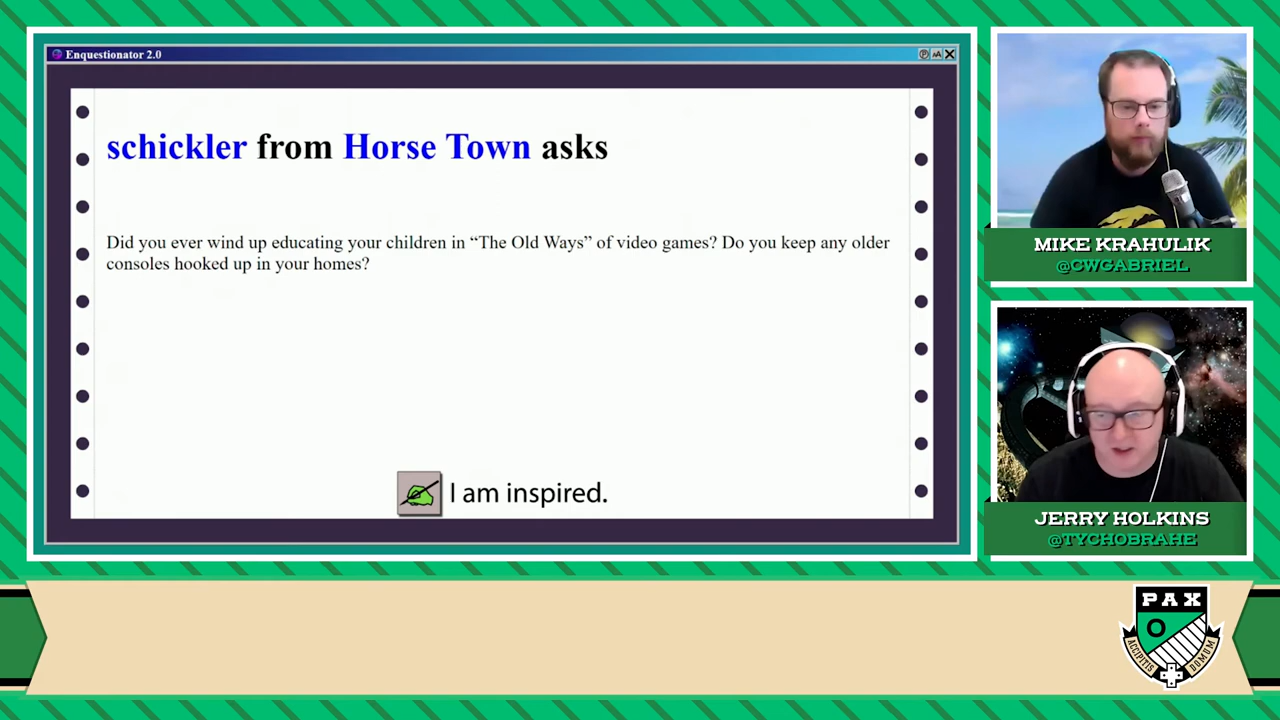 Enquestionator 2.0
schickler from Horse Town asks
Did you ever wind up educating your children in “The Old Ways” of video games? Do you keep any older
consoles hooked up in your homes?
I am inspired.
MIKE KRAHULIK
@CWGABRIEL
JERRY HOLKINS
@TYCHOBRAHE
PAX
O
ACCIPITIS
DOMUM